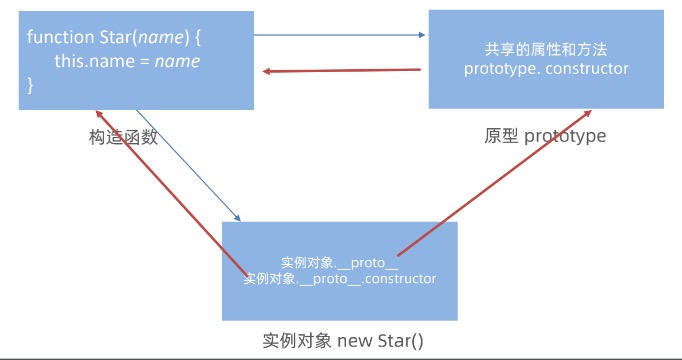 function Star(name) {
this.name = name
}
共享的属性和方法
prototype. constructor
构造函数
原型 prototype
实例对象.__proto__
实例对象.__proto__.constructor
实例对象 new Star()